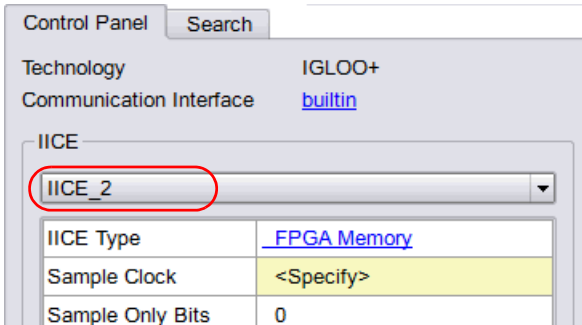 Control Panel Search
Technology IGLOO+
Communication Interface builtin
IICE
IICE_2
IICE Type FPGA Memory
Sample Clock <Specify>
Sample Only Bits 0